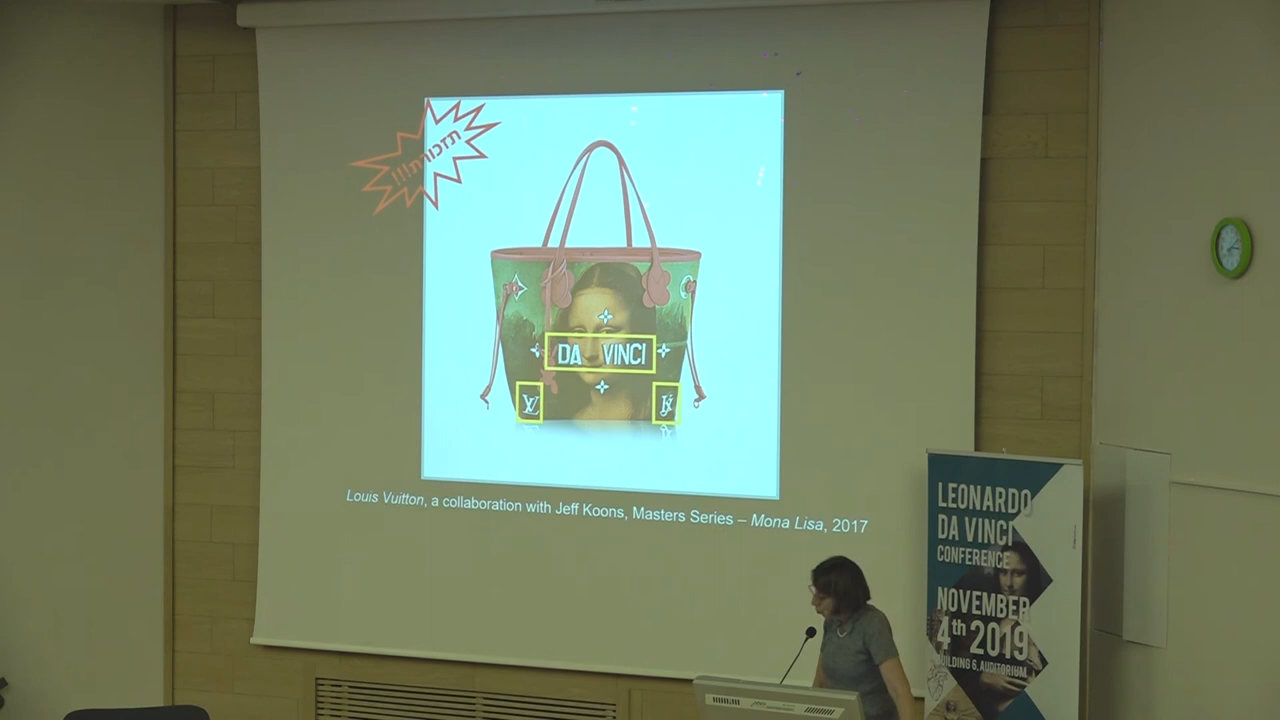 תזכורת!!!
DA VINCI
Louis Vuitton, a collaboration with Jeff Koons, Masters Series – Mona Lisa, 2017
LEONARDO
DA VINCI
CONFERENCE
NOVEMBER
4th 2019
BUILDING 6, AUDITORIUM